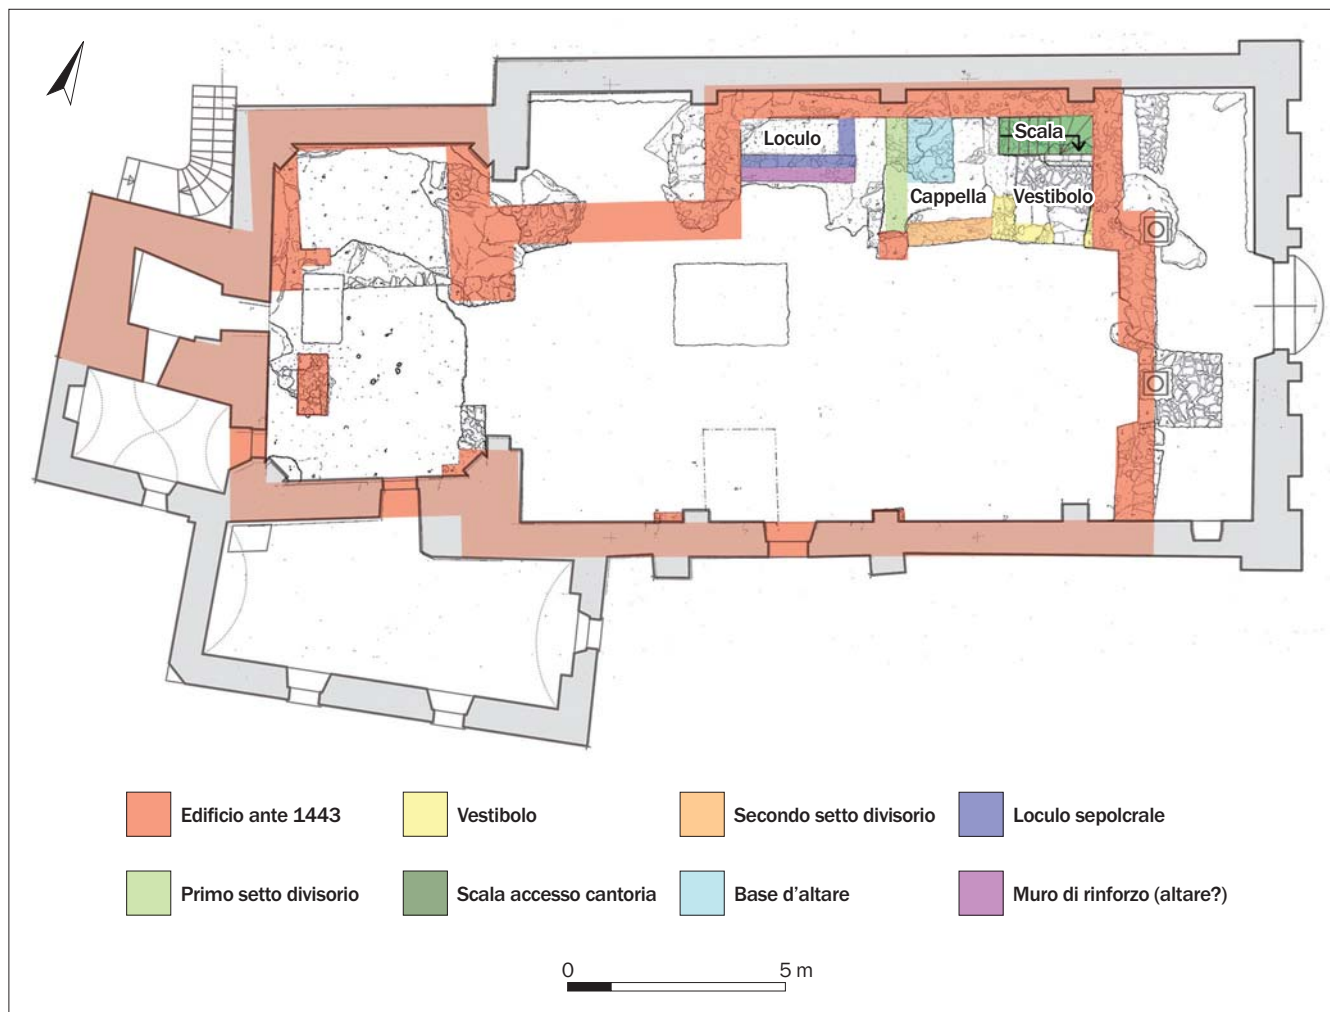 Loculo
Scala
Cappella
Vestibolo
Edificio ante 1443
Vestibolo
Secondo setto divisorio
Loculo sepolcrale
Primo setto divisorio
Scala accesso cantoria
Base d'altare
Muro di rinforzo (altare?)
0
5 m